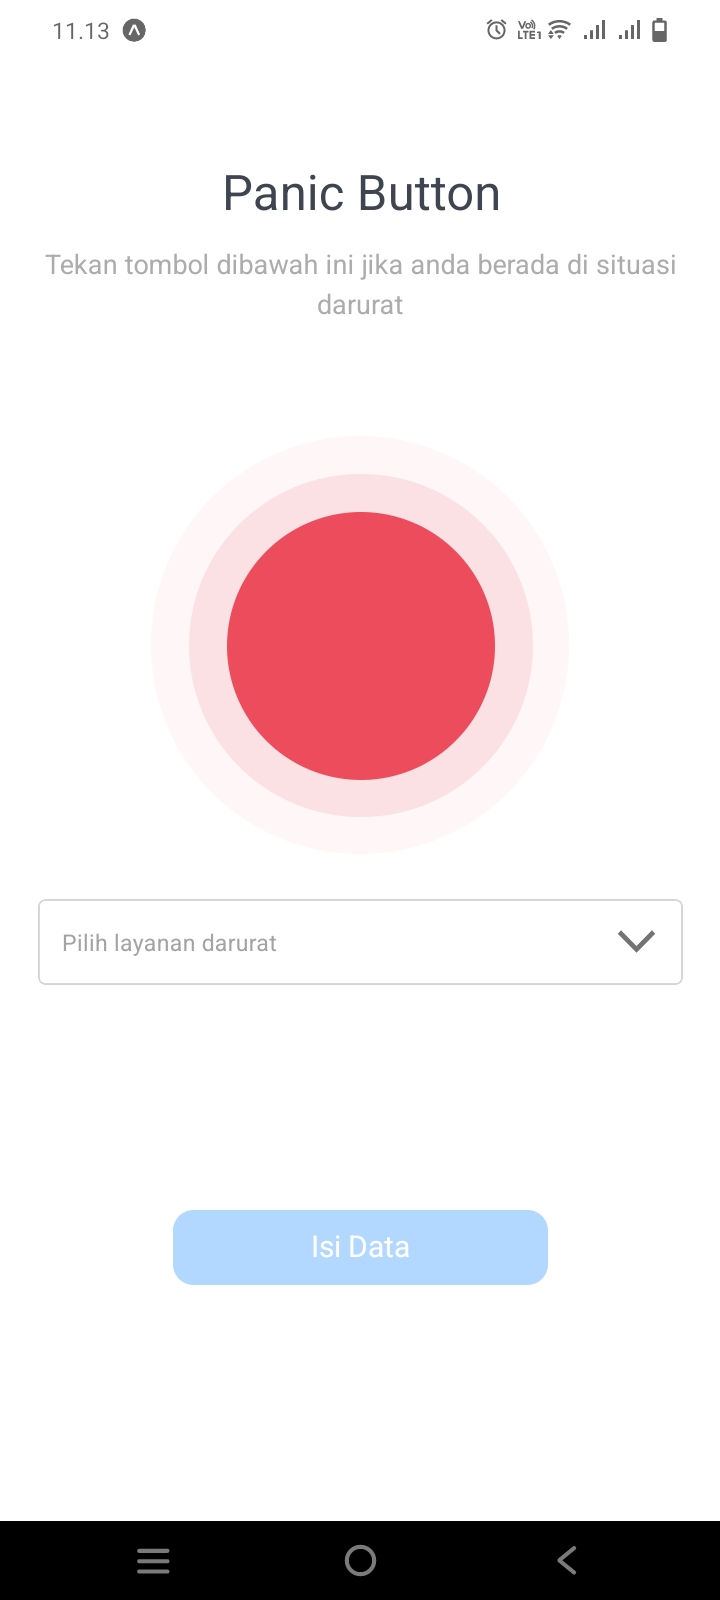 11.13
Vo)) LTE1
Panic Button
Tekan tombol dibawah ini jika anda berada di situasi
darurat
Pilih layanan darurat
Isi Data